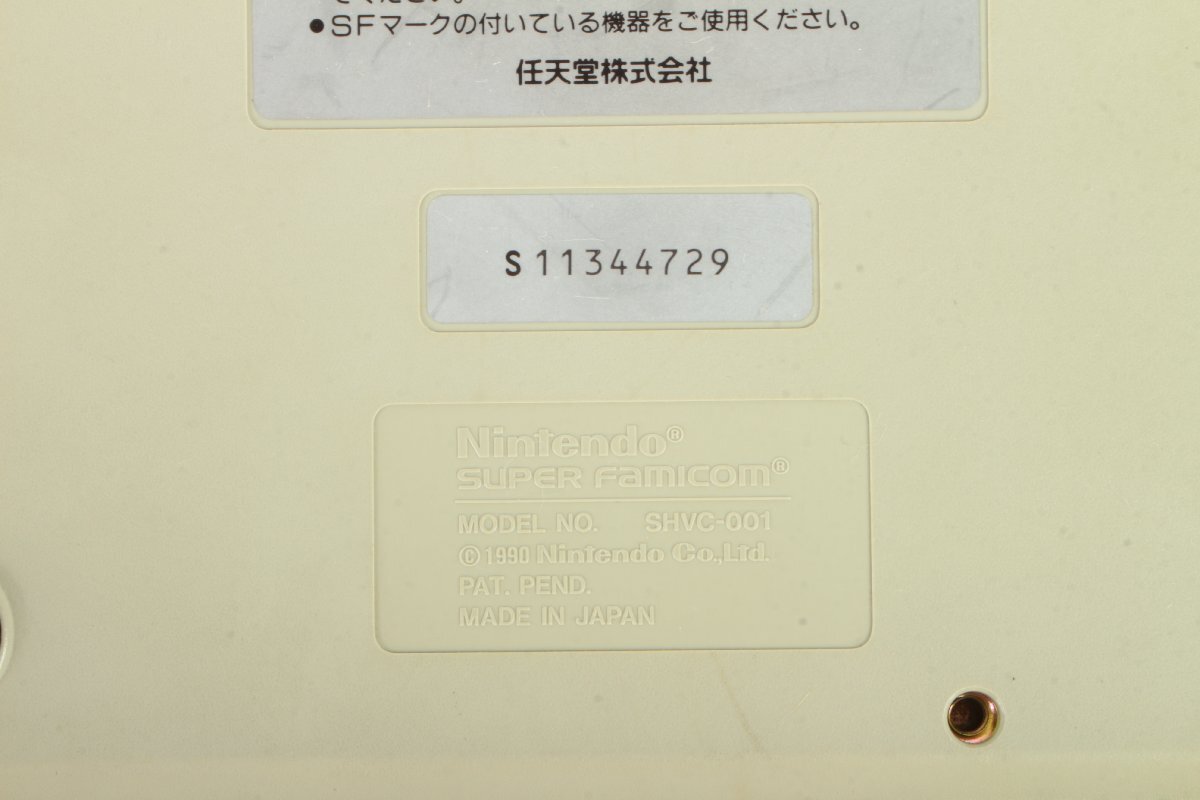 ●SFマークの付いている機器をご使用ください。
任天堂株式会社
S11344729
Nintendo®
SUPER Famicom®
MODEL NO. SHVC-001
©1990 Nintendo Co.,Ltd.
PAT. PEND.
MADE IN JAPAN